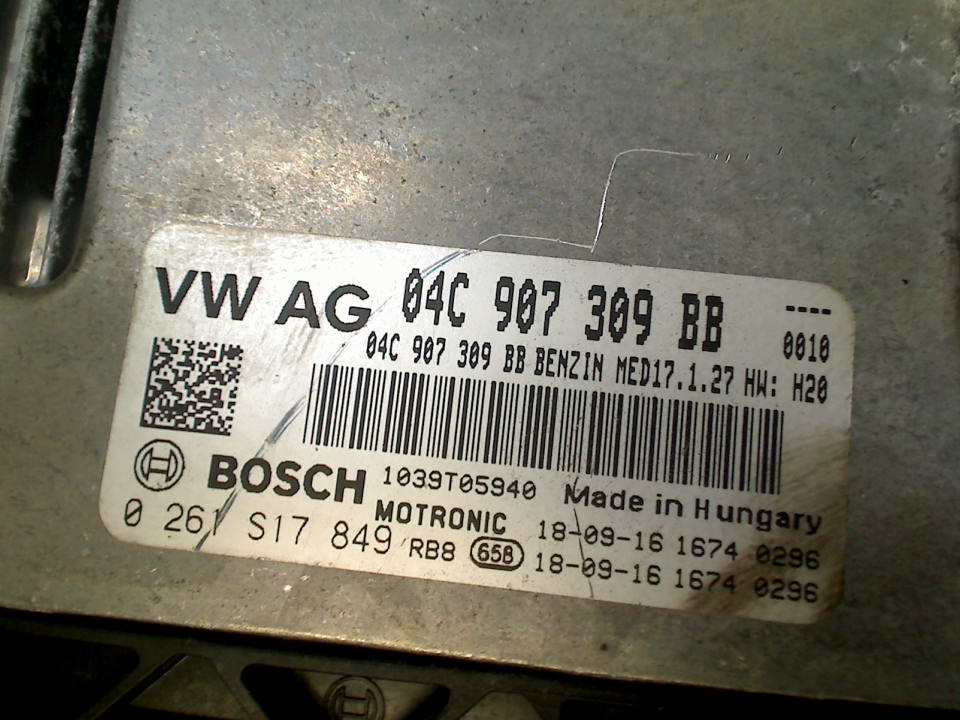 VW AG 04C 907 309 BB ----
0010
04C 907 309 BB BENZIN MED17.1.27 HW: H20
BOSCH 1039T05940 Made in Hungary
MOTRONIC 18-09-16 1674 0296
0 261 S17 849 RB8 658 18-09-16 1674 0296